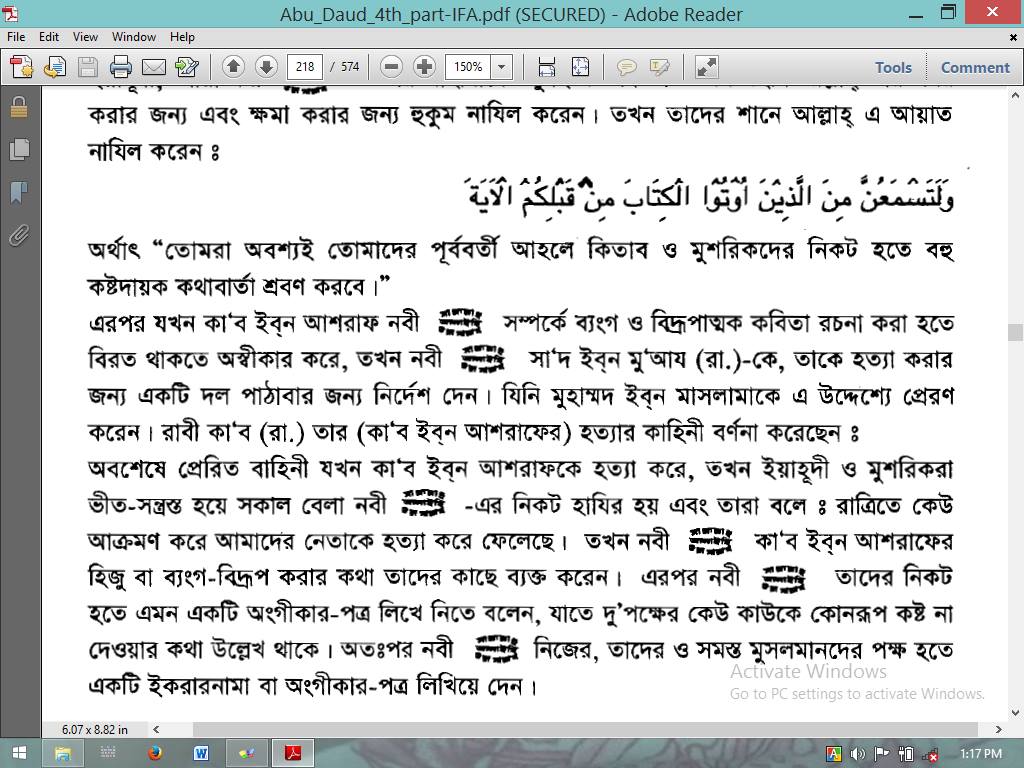 Abu_Daud_4th_part-IFA.pdf (SECURED) - Adobe Reader
File Edit View Window Help
218 / 574 150% Tools Comment
করার জন্য এবং ক্ষমা করার জন্য হুকুম নাযিল করেন। তখন তাদের শানে আল্লাহ্ এ আয়াত
নাযিল করেন ঃ
وَلَتَسْمَعُنَّ مِنَ الَّذِيْنَ اُوْتُوا الْكِتَابَ مِنْ قَبْلِكُمْ الْاٰيَةَ
অর্থাৎ “তোমরা অবশ্যই তোমাদের পূর্ববর্তী আহলে কিতাব ও মুশরিকদের নিকট হতে বহু
কষ্টদায়ক কথাবার্তা শ্রবণ করবে।”
এরপর যখন কা‘ব ইব্‌ন আশরাফ নবী সম্পর্কে ব্যংগ ও বিদ্রূপাত্মক কবিতা রচনা করা হতে
বিরত থাকতে অস্বীকার করে, তখন নবী সা‘দ ইব্‌ন মু‘আয (রা.)-কে, তাকে হত্যা করার
জন্য একটি দল পাঠাবার জন্য নির্দেশ দেন। যিনি মুহাম্মদ ইব্‌ন মাসলামাকে এ উদ্দেশ্যে প্রেরণ
করেন। রাবী কা‘ব (রা.) তার (কা‘ব ইব্‌ন আশরাফের) হত্যার কাহিনী বর্ণনা করেছেন ঃ
অবশেষে প্রেরিত বাহিনী যখন কা‘ব ইব্‌ন আশরাফকে হত্যা করে, তখন ইয়াহূদী ও মুশরিকরা
ভীত-সন্ত্রস্ত হয়ে সকাল বেলা নবী -এর নিকট হাযির হয় এবং তারা বলে ঃ রাত্রিতে কেউ
আক্রমণ করে আমাদের নেতাকে হত্যা করে ফেলেছে। তখন নবী কা‘ব ইব্‌ন আশরাফের
হিজু বা ব্যংগ-বিদ্রূপ করার কথা তাদের কাছে ব্যক্ত করেন। এরপর নবী তাদের নিকট
হতে এমন একটি অংগীকার-পত্র লিখে নিতে বলেন, যাতে দু’পক্ষের কেউ কাউকে কোনরূপ কষ্ট না
দেওয়ার কথা উল্লেখ থাকে। অতঃপর নবী নিজের, তাদের ও সমস্ত মুসলমানদের পক্ষ হতে
একটি ইকরারনামা বা অংগীকার-পত্র লিখিয়ে দেন।
Activate Windows
Go to PC settings to activate Windows.
6.07 x 8.82 in
1:17 PM